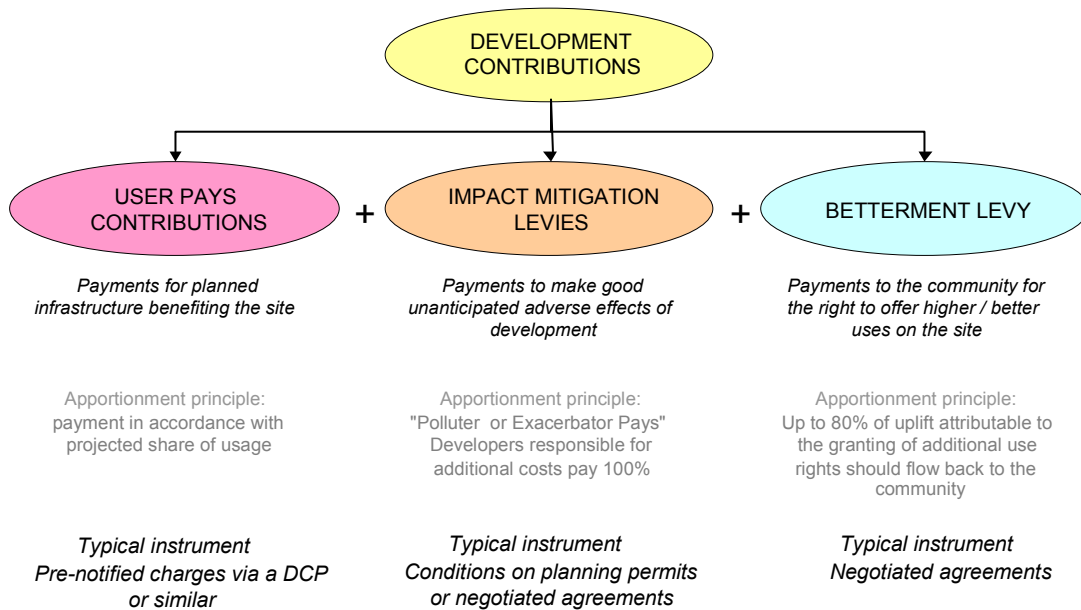 DEVELOPMENT
CONTRIBUTIONS
USER PAYS
CONTRIBUTIONS
+
IMPACT MITIGATION
LEVIES
+
BETTERMENT LEVY
Payments for planned
infrastructure benefiting the site
Payments to make good
unanticipated adverse effects of
development
Payments to the community for
the right to offer higher / better
uses on the site
Apportionment principle:
payment in accordance with
projected share of usage
Apportionment principle:
"Polluter or Exacerbator Pays"
Developers responsible for
additional costs pay 100%
Apportionment principle:
Up to 80% of uplift attributable to
the granting of additional use
rights should flow back to the
community
Typical instrument
Pre-notified charges via a DCP
or similar
Typical instrument
Conditions on planning permits
or negotiated agreements
Typical instrument
Negotiated agreements